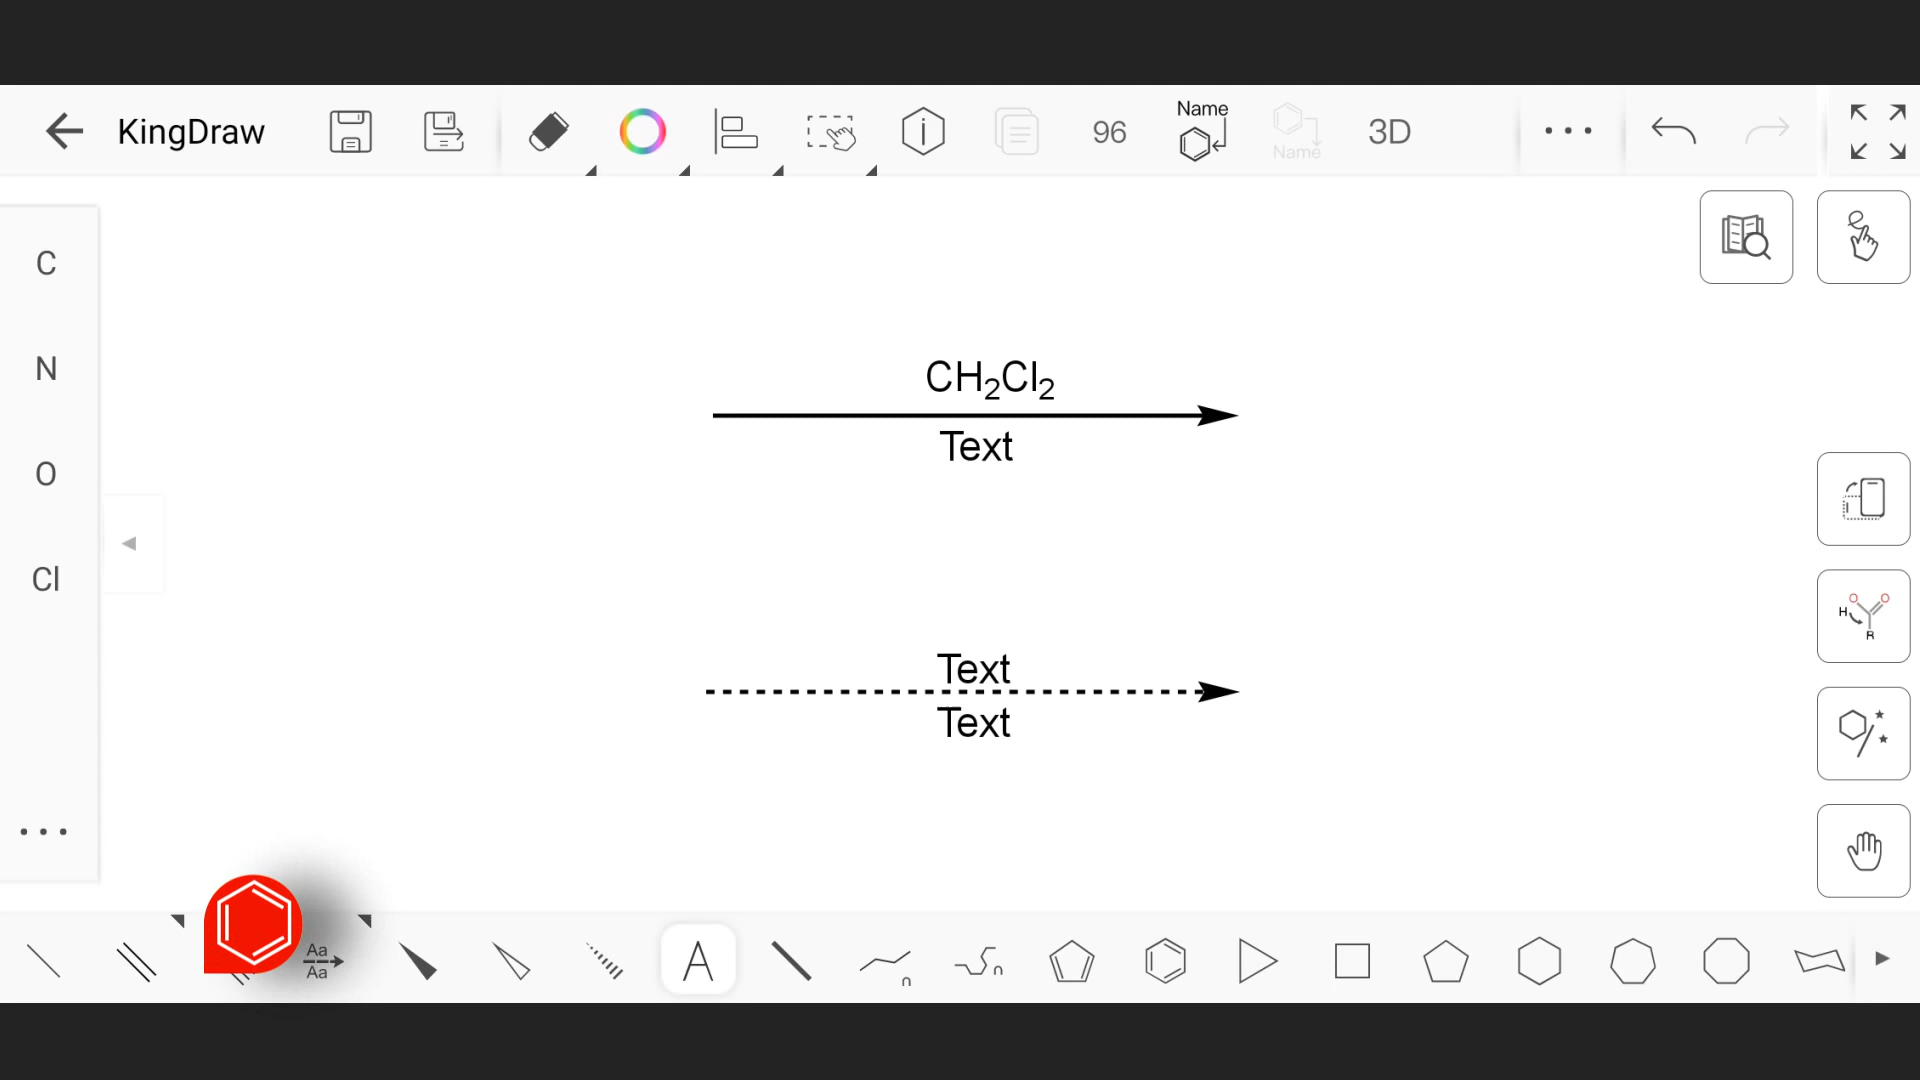 KingDraw
96
Name
Name
3D
C
N
O
Cl
CH₂Cl₂
Text
Text
Text
H O O
R
Aa
Aa
A
n
n